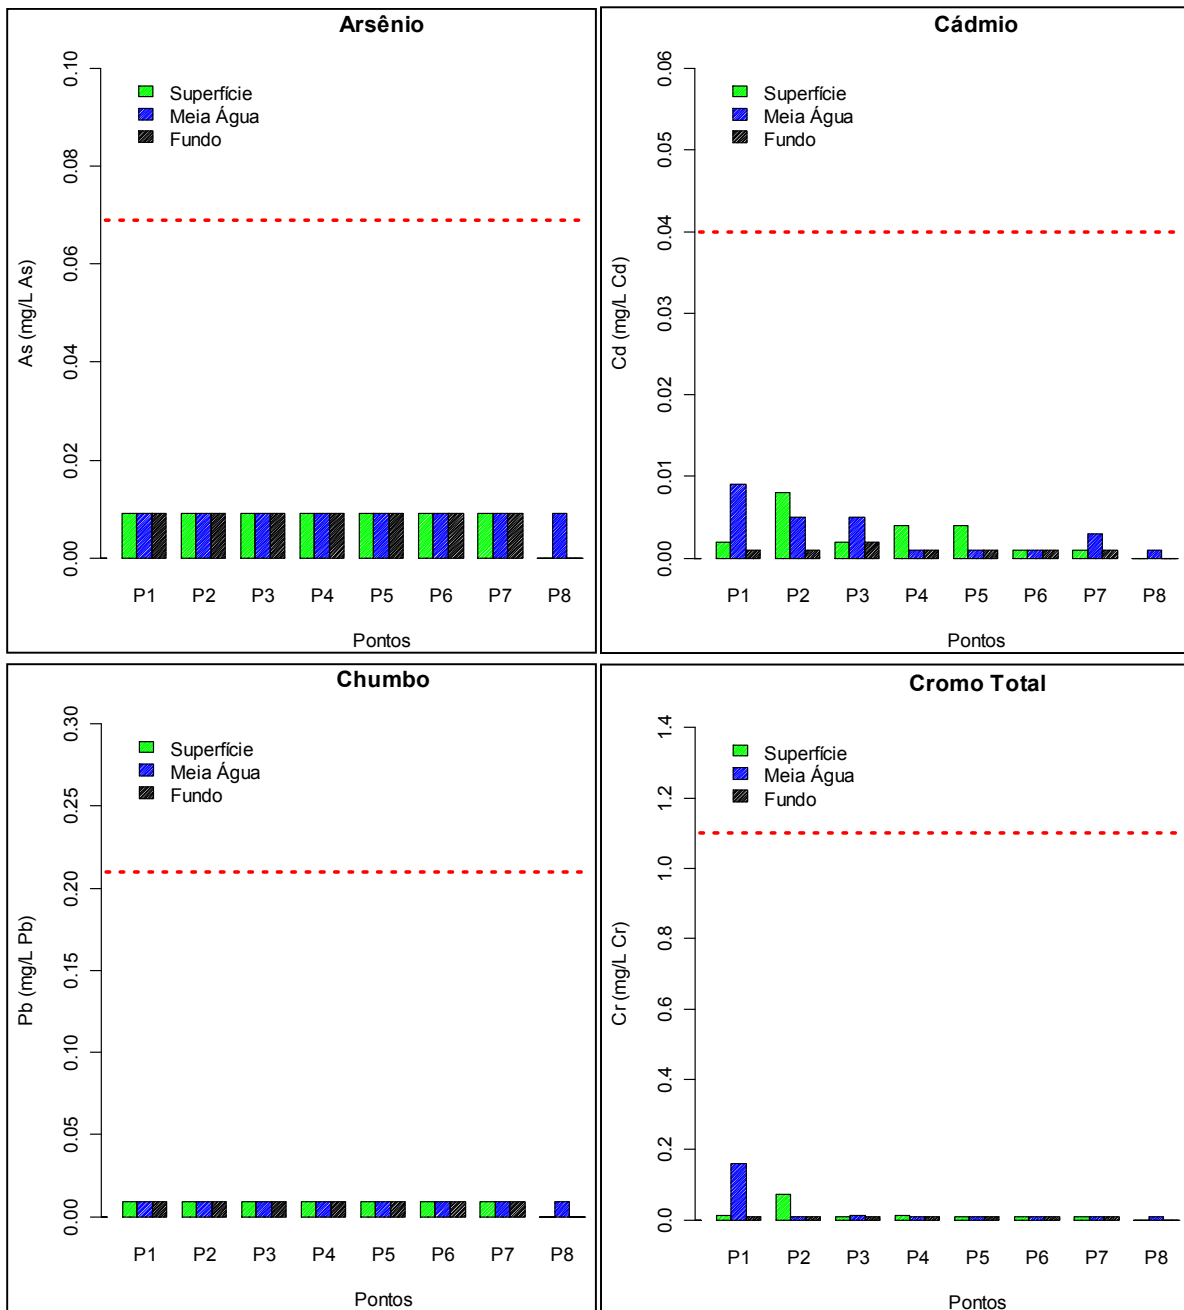 Arsênio
As (mg/L As)
0.10
0.08
0.06
0.04
0.02
0.00
Superfície
Meia Água
Fundo
P1 P2 P3 P4 P5 P6 P7 P8
Pontos
Cádmio
Cd (mg/L Cd)
0.06
0.05
0.04
0.03
0.02
0.01
0.00
Superfície
Meia Água
Fundo
P1 P2 P3 P4 P5 P6 P7 P8
Pontos
Chumbo
Pb (mg/L Pb)
0.30
0.25
0.20
0.15
0.10
0.05
0.00
Superfície
Meia Água
Fundo
P1 P2 P3 P4 P5 P6 P7 P8
Pontos
Cromo Total
Cr (mg/L Cr)
1.4
1.2
1.0
0.8
0.6
0.4
0.2
0.0
Superfície
Meia Água
Fundo
P1 P2 P3 P4 P5 P6 P7 P8
Pontos